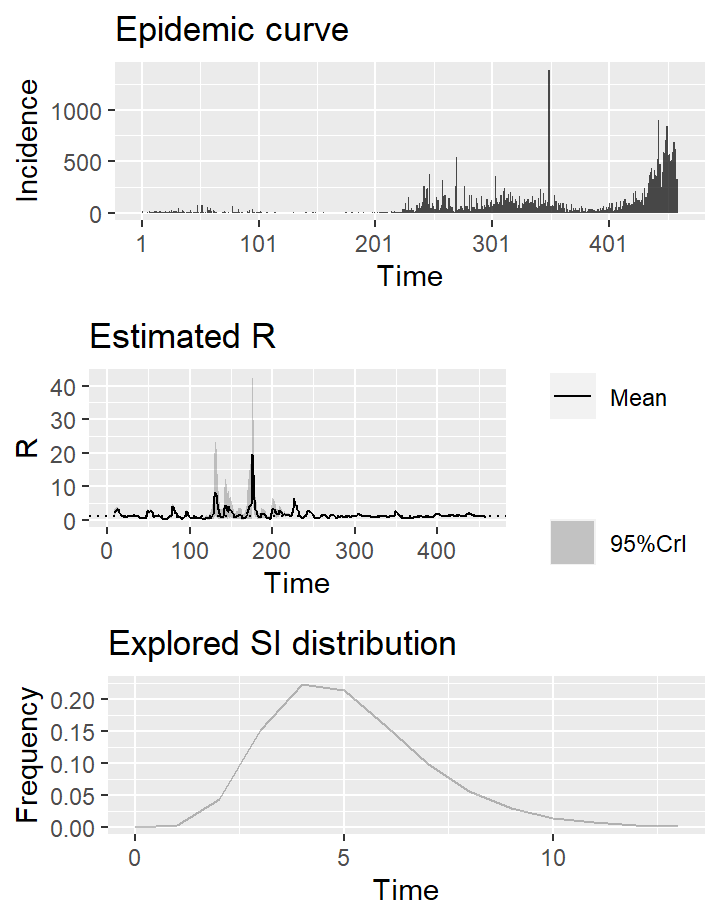 Epidemic curve
Incidence
1000
500
0
1 101 201 301 401
Time
Estimated R
R
40
30
20
10
0
0 100 200 300 400
Time
Mean
95%CrI
Explored SI distribution
Frequency
0.20
0.15
0.10
0.05
0.00
0 5 10
Time